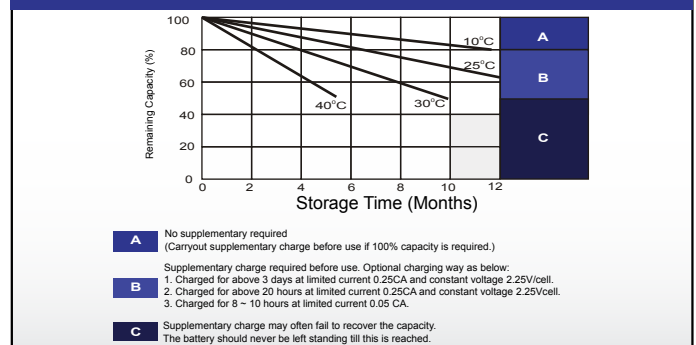 Remaining Capacity (%)
100
80
60
40
20
0
10°C
25°C
30°C
40°C
A
B
C
0 2 4 6 8 10 12
Storage Time (Months)
A
No supplementary required
(Carryout supplementary charge before use if 100% capacity is required.)
B
Supplementary charge required before use. Optional charging way as below:
1. Charged for above 3 days at limited current 0.25CA and constant voltage 2.25V/cell.
2. Charged for above 20 hours at limited current 0.25CA and constant voltage 2.25Vcell.
3. Charged for 8 ~ 10 hours at limited current 0.05 CA.
C
Supplementary charge may often fail to recover the capacity.
The battery should never be left standing till this is reached.